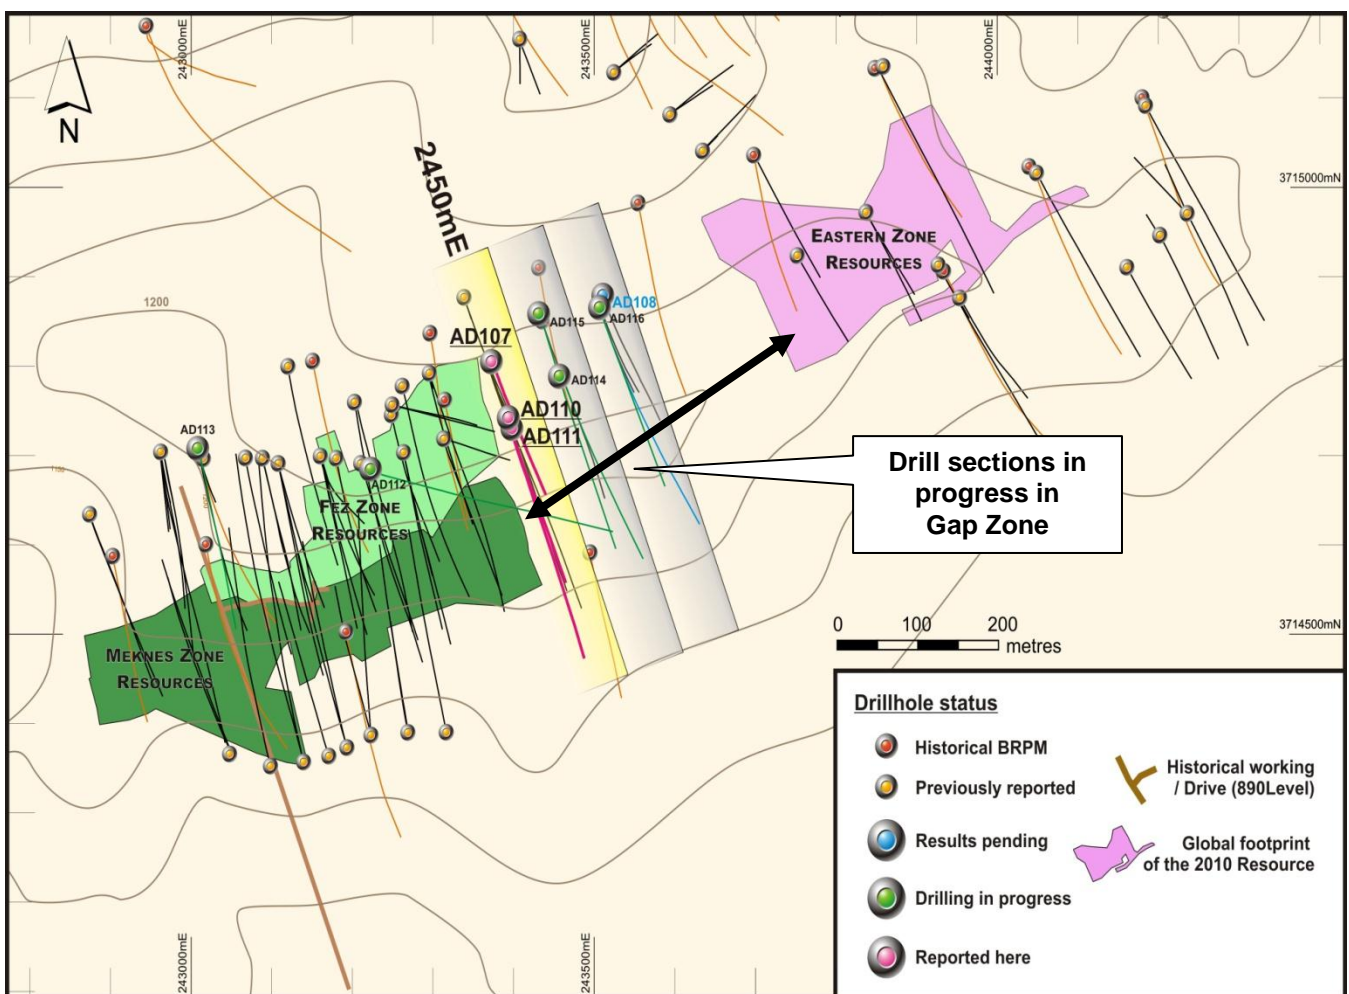 243000mE
243500mE
244000mE
N
2450mE
3715000mN
EASTERN ZONE
RESOURCES
1200
AD108
AD115
AD116
AD107
AD114
AD110
AD111
AD113
AD112
Drill sections in
progress in
Gap Zone
FEZ ZONE
RESOURCES
0 100 200
metres
3714500mN
MEKNES ZONE
RESOURCES
Drillhole status
Historical BRPM
Previously reported
Results pending
Drilling in progress
Reported here
Historical working
/ Drive (890Level)
Global footprint
of the 2010 Resource
243000mE
243500mE